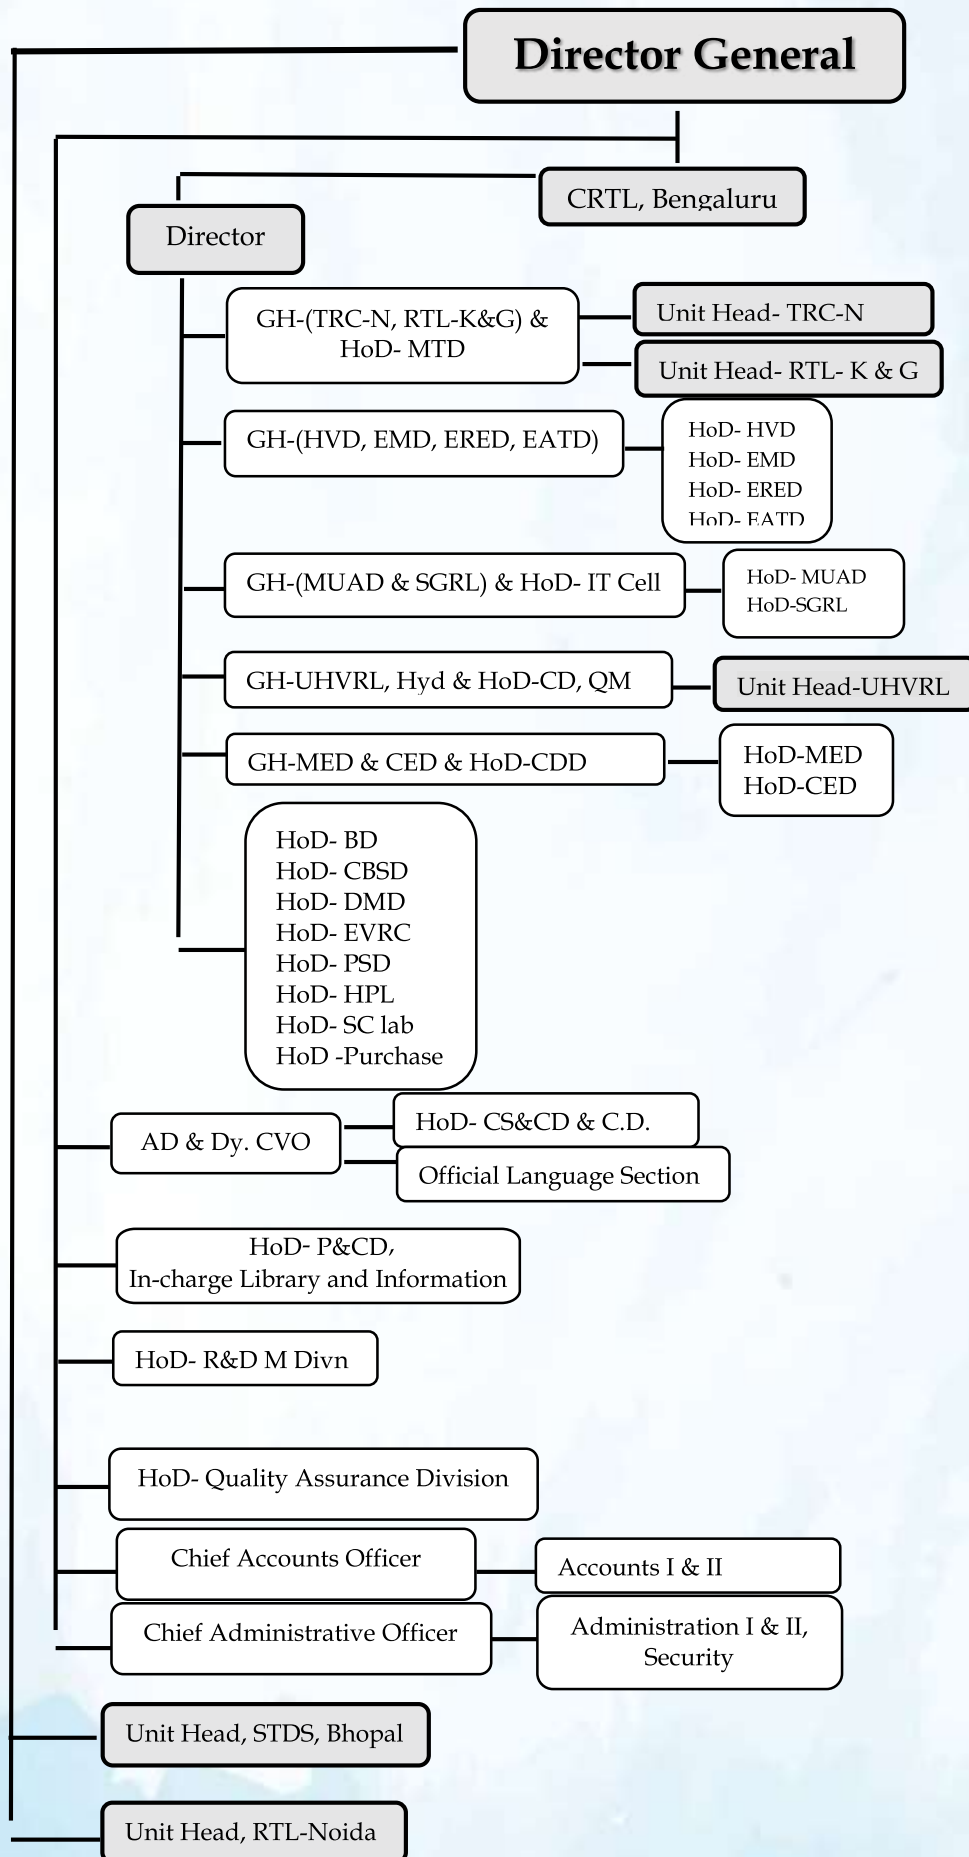 Director General
CRTL, Bengaluru
Director
GH-(TRC-N, RTL-K&G) &
HoD- MTD
Unit Head- TRC-N
Unit Head- RTL- K & G
GH-(HVD, EMD, ERED, EATD)
HoD- HVD
HoD- EMD
HoD- ERED
HoD- EATD
GH-(MUAD & SGRL) & HoD- IT Cell
HoD- MUAD
HoD-SGRL
GH-UHVRL, Hyd & HoD-CD, QM
Unit Head-UHVRL
GH-MED & CED & HoD-CDD
HoD-MED
HoD-CED
HoD- BD
HoD- CBSD
HoD- DMD
HoD- EVRC
HoD- PSD
HoD- HPL
HoD- SC lab
HoD -Purchase
AD & Dy. CVO
HoD- CS&CD & C.D.
Official Language Section
HoD- P&CD,
In-charge Library and Information
HoD- R&D M Divn
HoD- Quality Assurance Division
Chief Accounts Officer
Accounts I & II
Chief Administrative Officer
Administration I & II,
Security
Unit Head, STDS, Bhopal
Unit Head, RTL-Noida